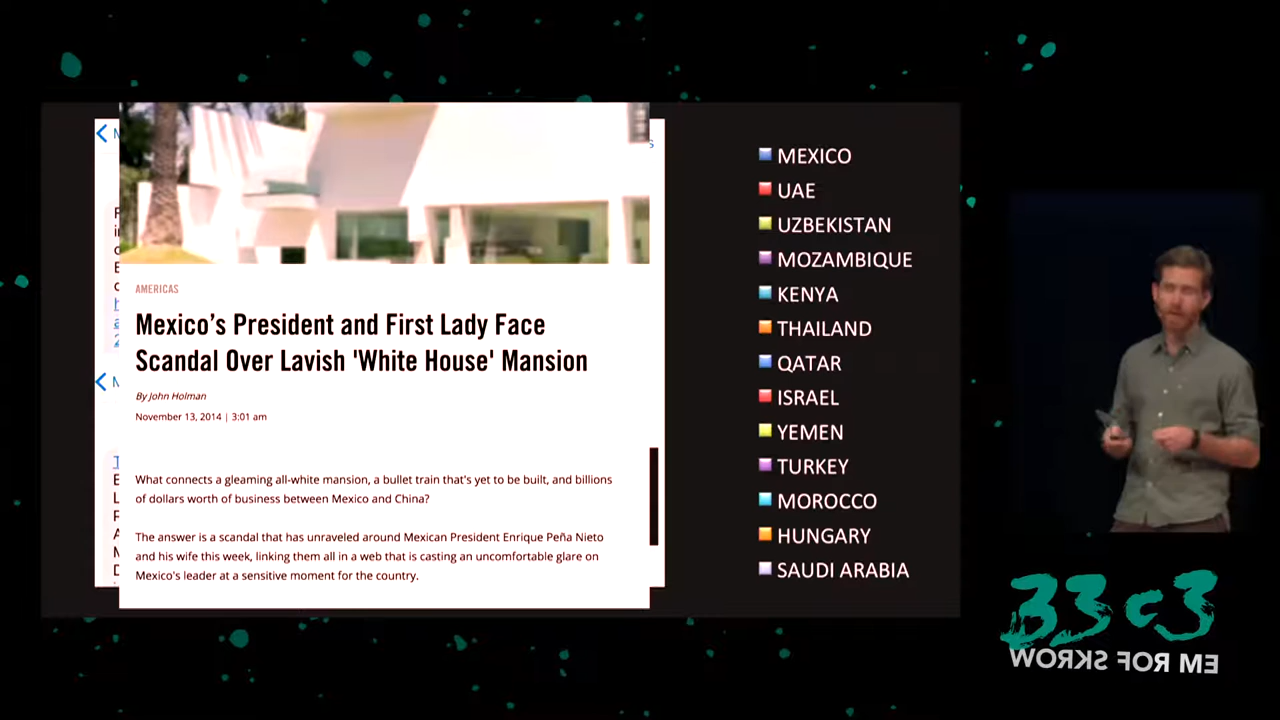 AMERICAS
Mexico’s President and First Lady Face
Scandal Over Lavish 'White House' Mansion
By John Holman
November 13, 2014 | 3:01 am
What connects a gleaming all-white mansion, a bullet train that's yet to be built, and billions
of dollars worth of business between Mexico and China?
The answer is a scandal that has unraveled around Mexican President Enrique Peña Nieto
and his wife this week, linking them all in a web that is casting an uncomfortable glare on
Mexico's leader at a sensitive moment for the country.
MEXICO
UAE
UZBEKISTAN
MOZAMBIQUE
KENYA
THAILAND
QATAR
ISRAEL
YEMEN
TURKEY
MOROCCO
HUNGARY
SAUDI ARABIA
33c3
WORKS FOR ME